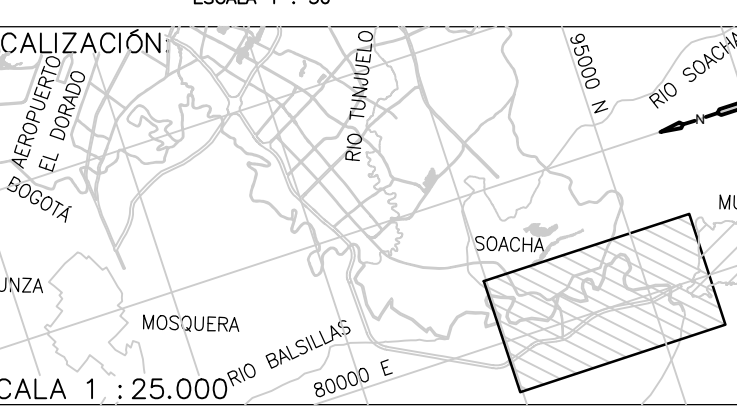 CALIZACIÓN:
AEROPUERTO
EL DORADO
BOGOTÁ
RIO TUNJUELO
95000 N
RIO SOACHA
N
MU
SOACHA
UNZA
MOSQUERA
RIO BALSILLAS
80000 E
CALA 1 : 25.000